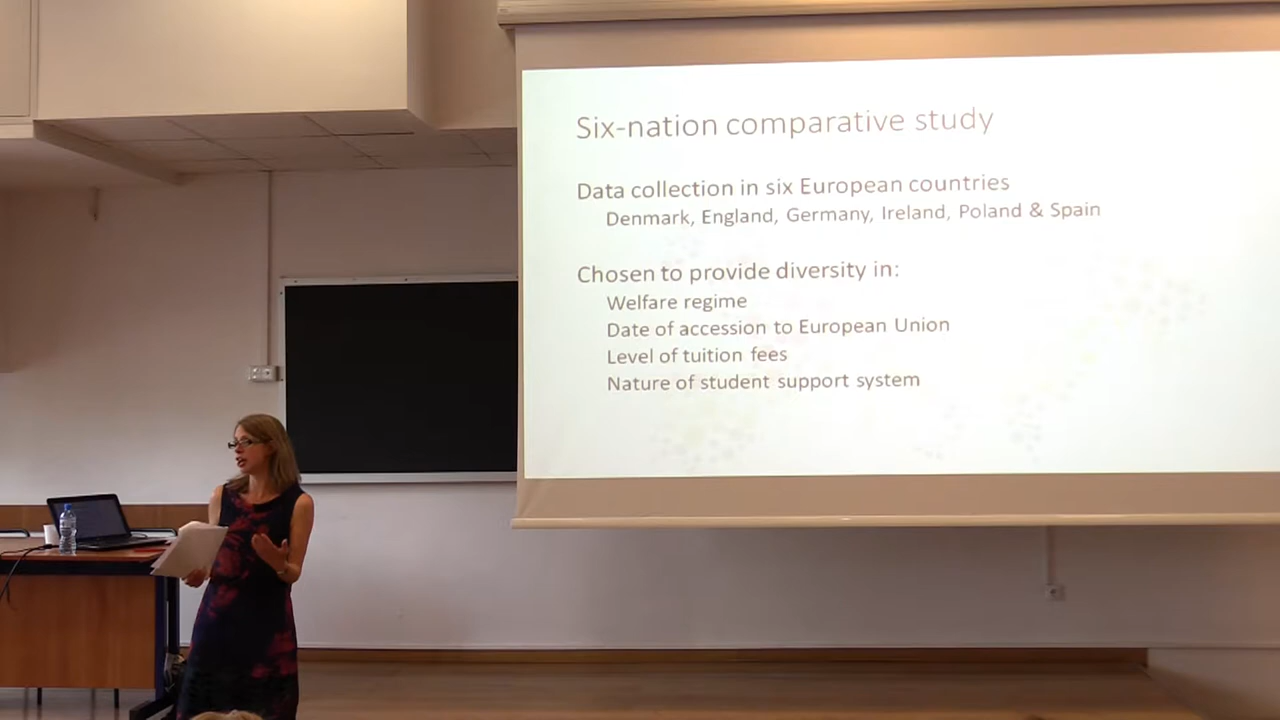 Six-nation comparative study
Data collection in six European countries
Denmark, England, Germany, Ireland, Poland & Spain
Chosen to provide diversity in:
Welfare regime
Date of accession to European Union
Level of tuition fees
Nature of student support system